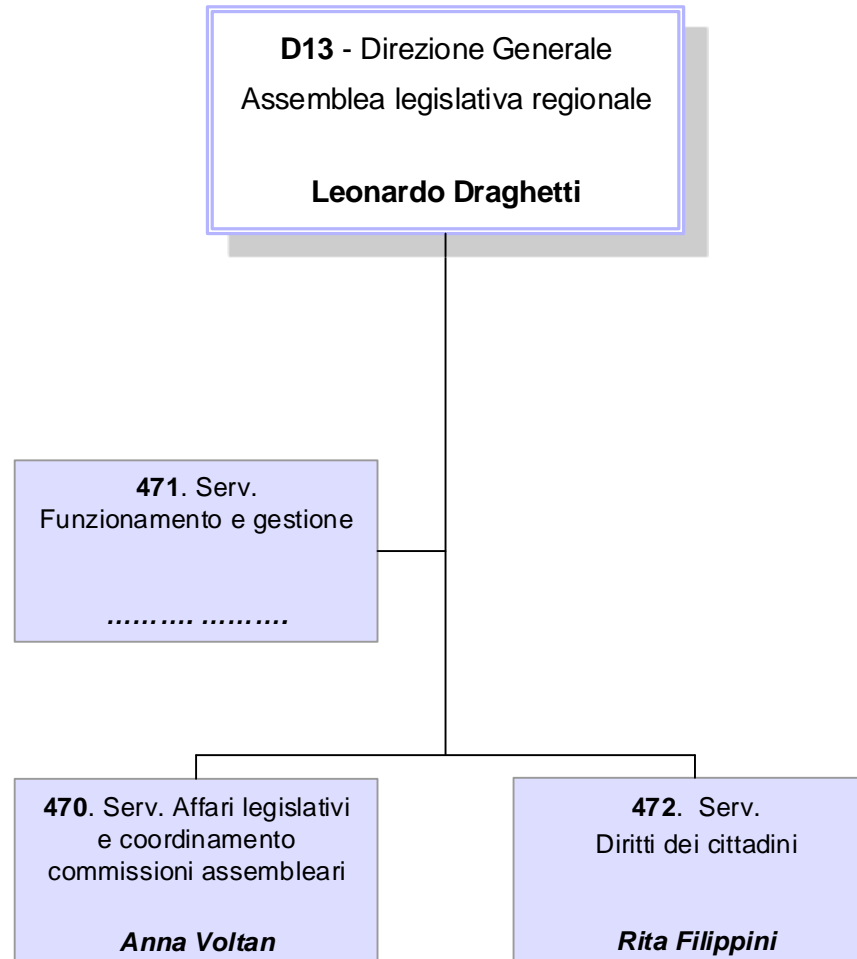 D13 - Direzione Generale
Assemblea legislativa regionale
Leonardo Draghetti
471. Serv.
Funzionamento e gestione
………. ……….
470. Serv. Affari legislativi
e coordinamento
commissioni assembleari
Anna Voltan
472. Serv.
Diritti dei cittadini
Rita Filippini